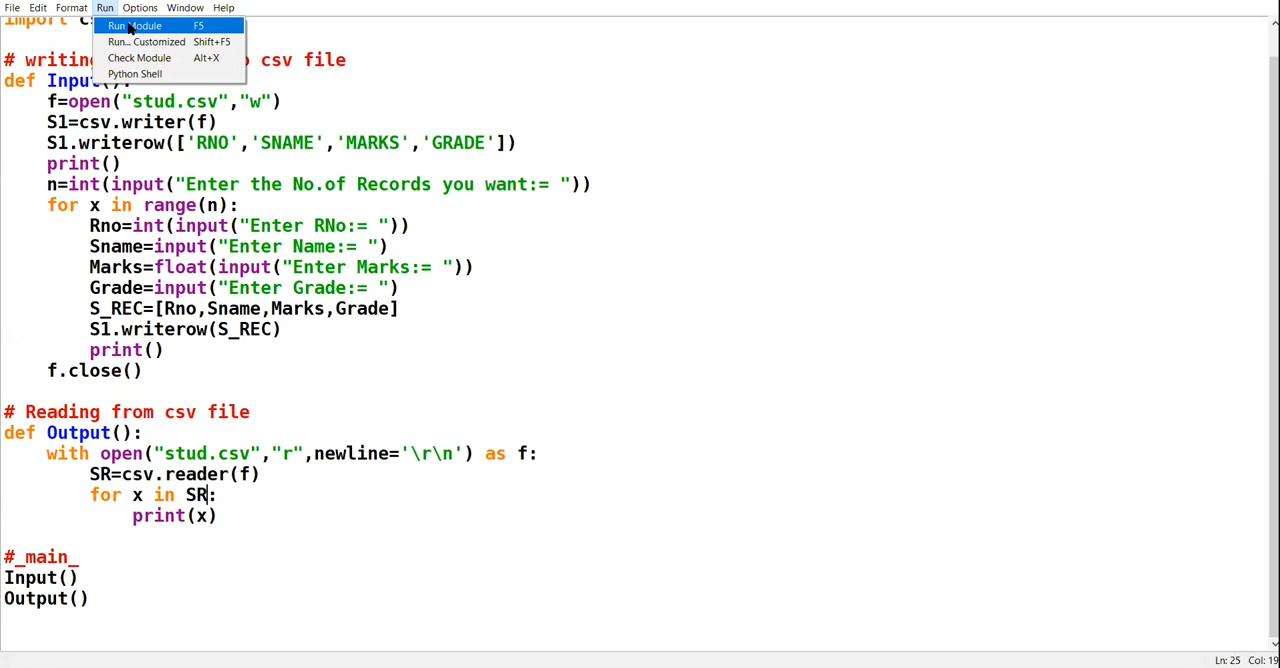 File Edit Format Run Options Window Help
import c
Run Module F5
Run... Customized Shift+F5
Check Module Alt+X
Python Shell
# writing csv file
def Input():
    f=open("stud.csv","w")
    S1=csv.writer(f)
    S1.writerow(['RNO','SNAME','MARKS','GRADE'])
    print()
    n=int(input("Enter the No.of Records you want:= "))
    for x in range(n):
        Rno=int(input("Enter RNo:= "))
        Sname=input("Enter Name:= ")
        Marks=float(input("Enter Marks:= "))
        Grade=input("Enter Grade:= ")
        S_REC=[Rno,Sname,Marks,Grade]
        S1.writerow(S_REC)
        print()
    f.close()
# Reading from csv file
def Output():
    with open("stud.csv","r",newline='\r\n') as f:
        SR=csv.reader(f)
        for x in SR:
            print(x)
#_main_
Input()
Output()
Ln: 25 Col: 19